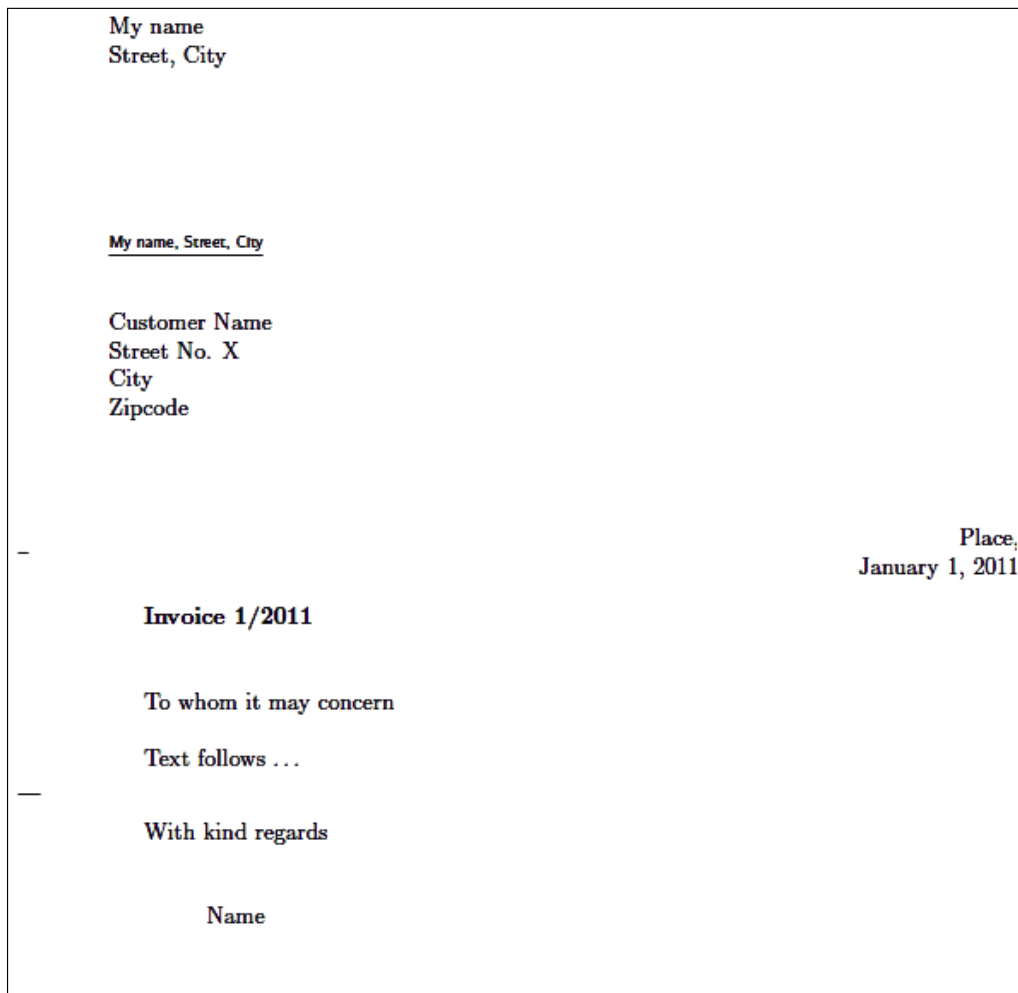 My name
Street, City
My name, Street, City
Customer Name
Street No. X
City
Zipcode
Place,
January 1, 2011
Invoice 1/2011
To whom it may concern
Text follows ...
With kind regards
Name